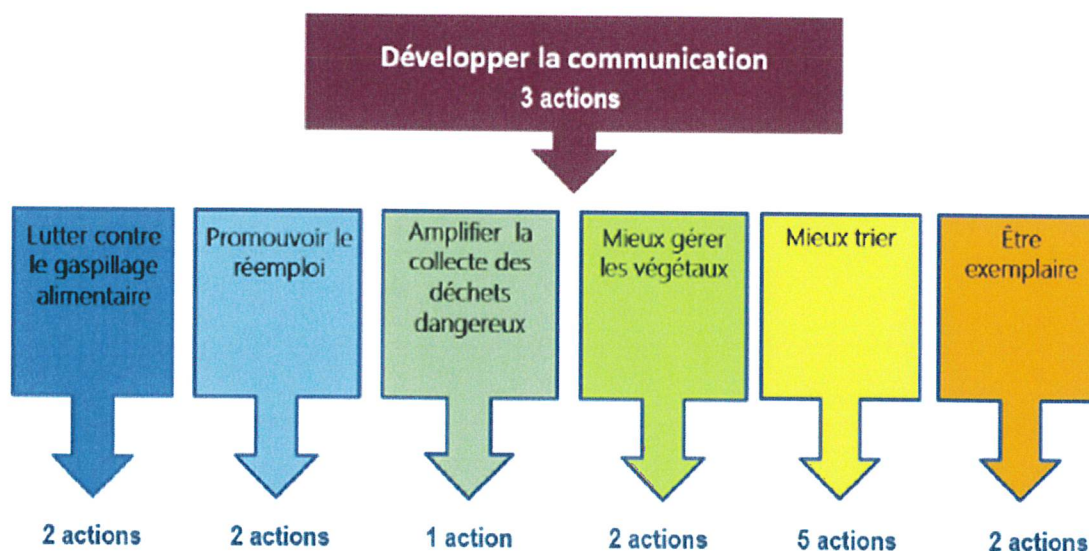 Développer la communication
3 actions
Lutter contre
le gaspillage
alimentaire
Promouvoir le
réemploi
Amplifier la
collecte des
déchets
dangereux
Mieux gérer
les végétaux
Mieux trier
Être
exemplaire
2 actions
2 actions
1 action
2 actions
5 actions
2 actions